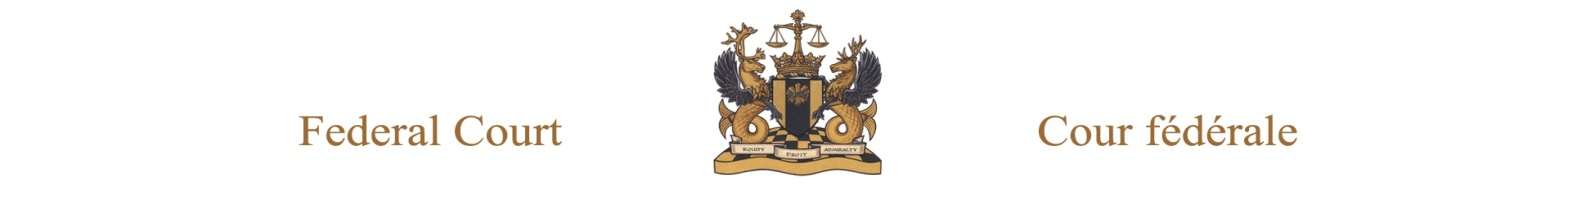 Federal Court
EQUITY DROIT ADMIRALTY
Cour fédérale